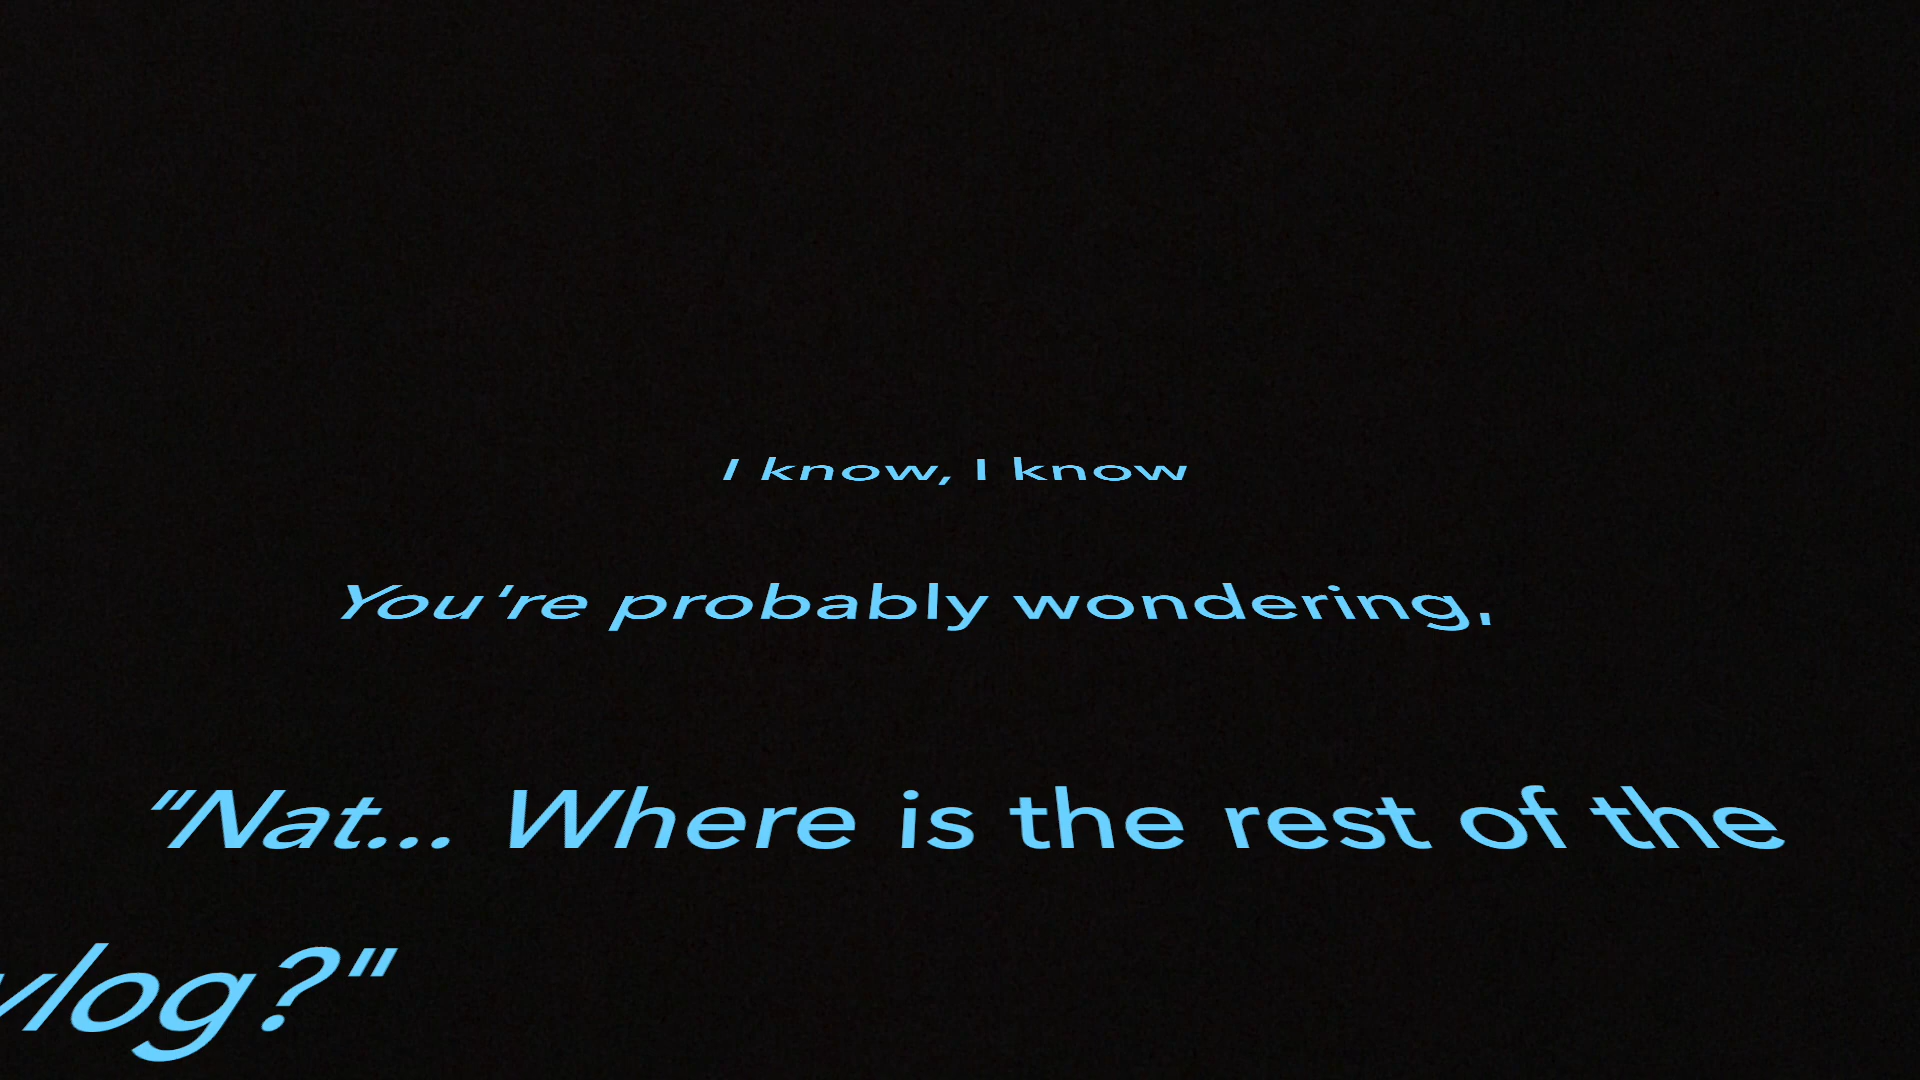 I know, I know
You're probably wondering,
"Nat... Where is the rest of the
vlog?"